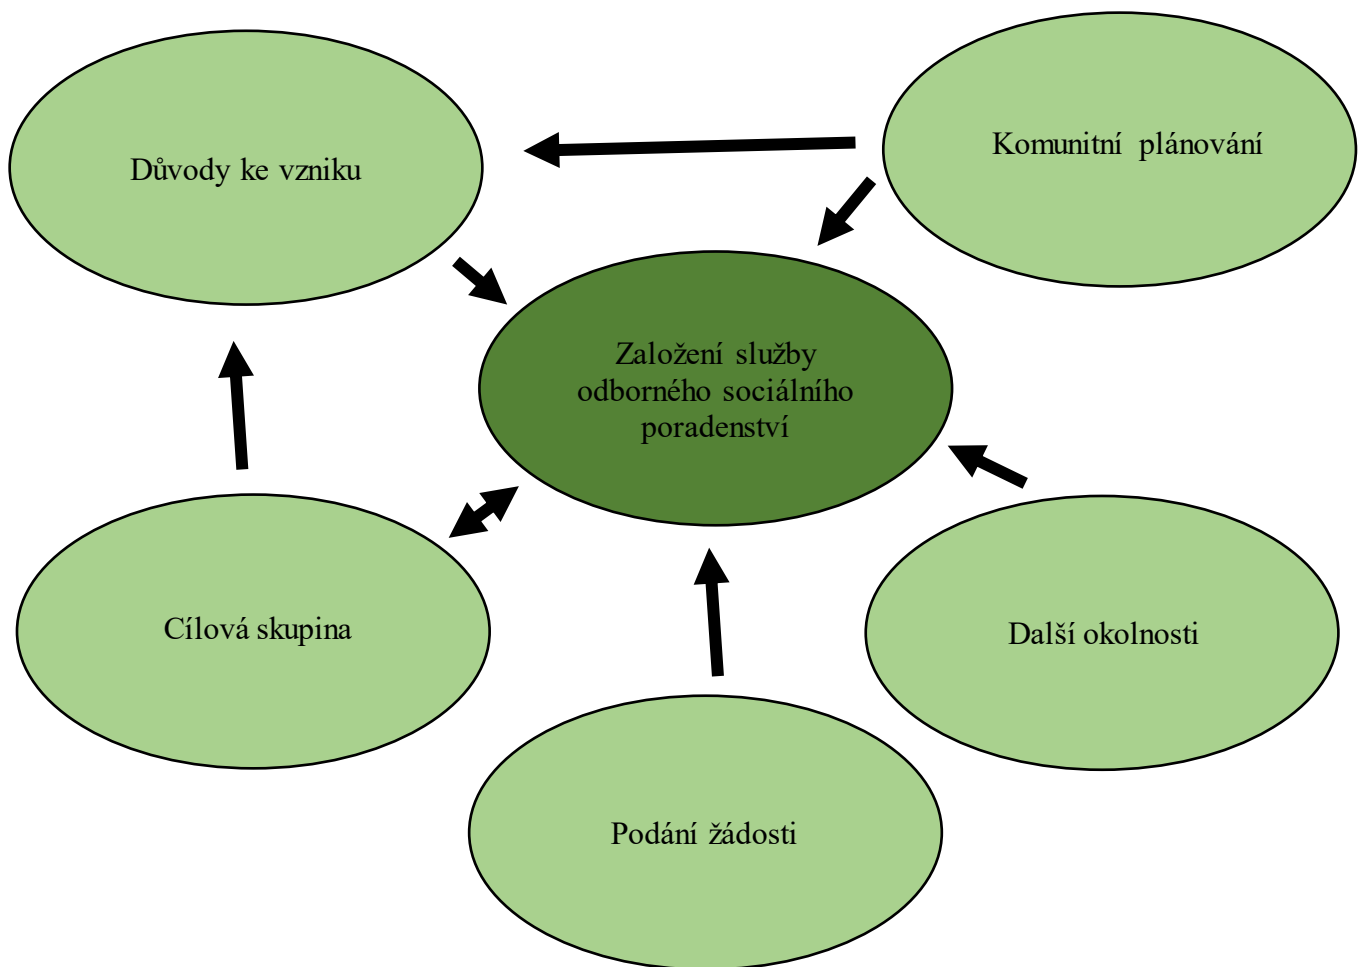 Důvody ke vzniku
Komunitní plánování
Založení služby
odborného sociálního
poradenství
Cílová skupina
Další okolnosti
Podání žádosti